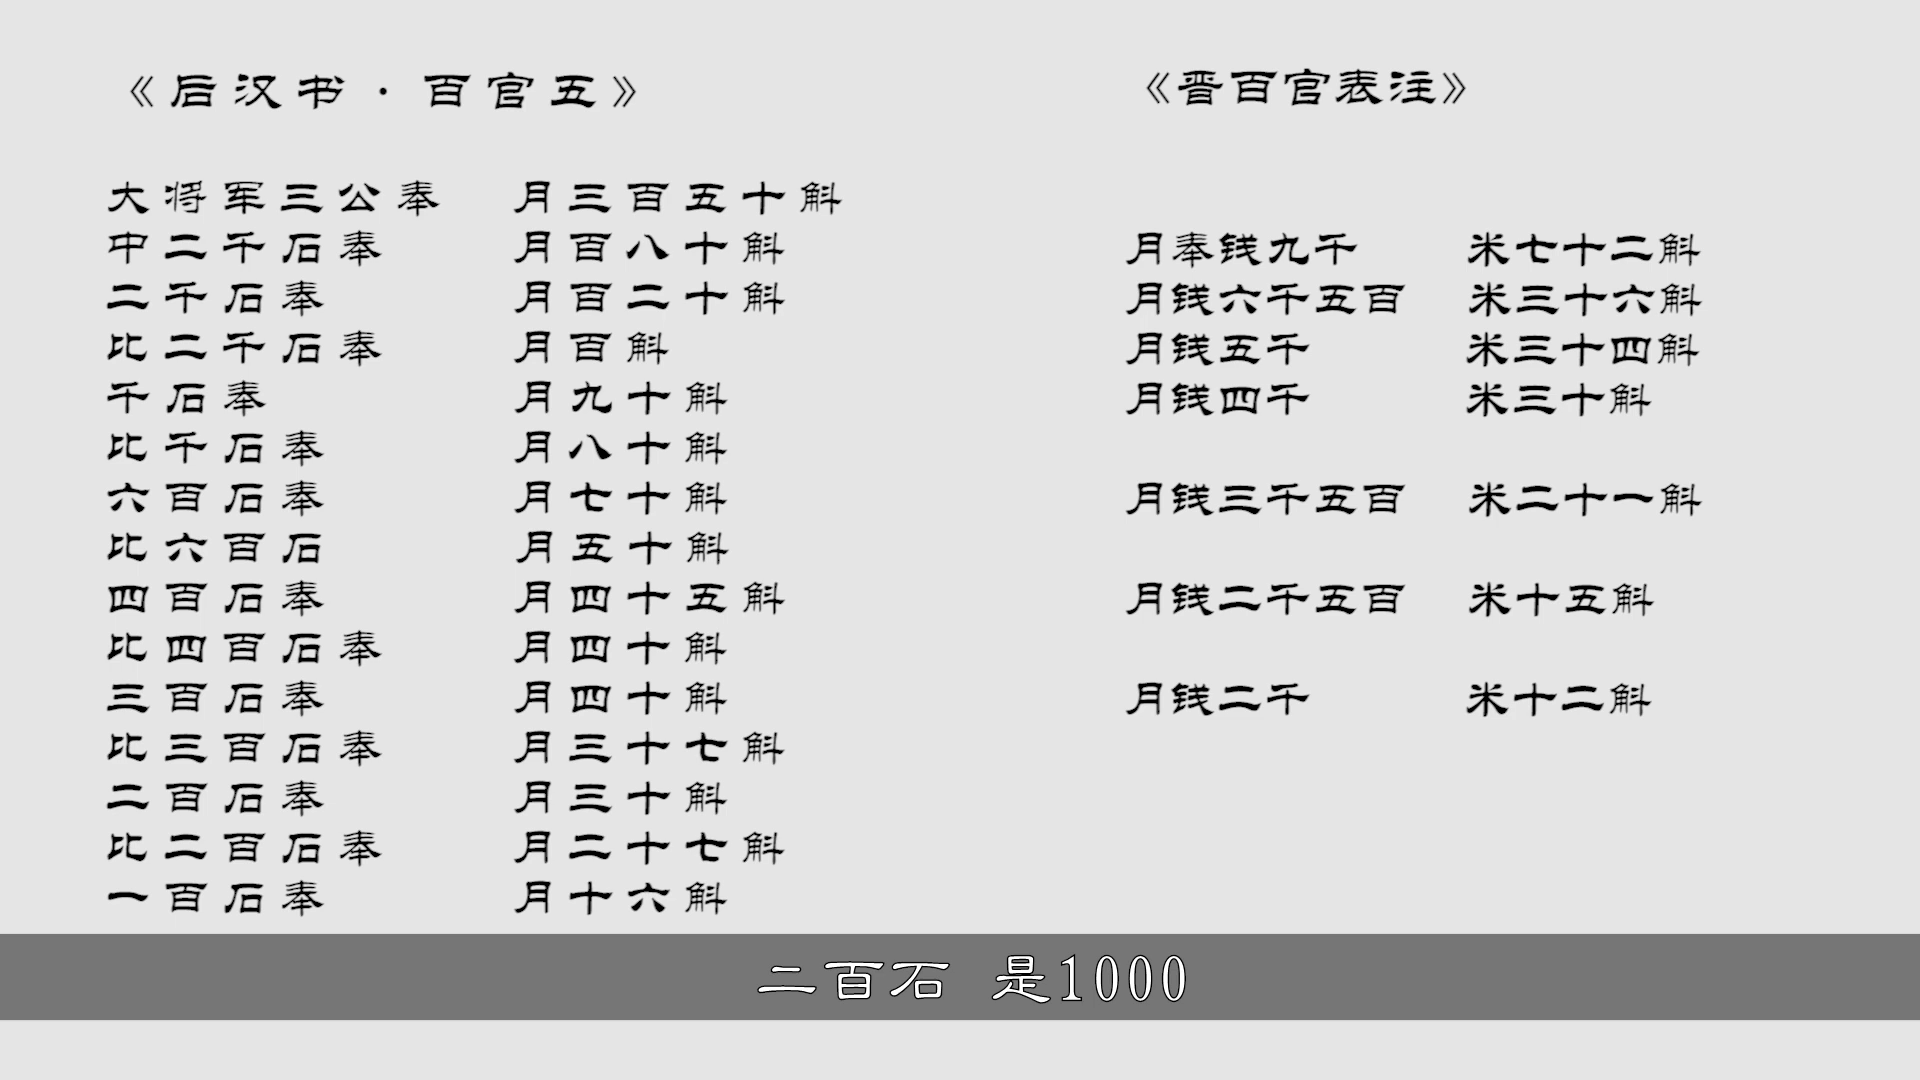 《后汉书·百官五》 《晋百官表注》
大将军三公奉 月三百五十斛
中二千石奉 月百八十斛 月奉钱九千 米七十二斛
二千石奉 月百二十斛 月钱六千五百 米三十六斛
比二千石奉 月百斛 月钱五千 米三十四斛
千石奉 月九十斛 月钱四千 米三十斛
比千石奉 月八十斛
六百石奉 月七十斛 月钱三千五百 米二十一斛
比六百石 月五十斛
四百石奉 月四十五斛 月钱二千五百 米十五斛
比四百石奉 月四十斛
三百石奉 月四十斛 月钱二千 米十二斛
比三百石奉 月三十七斛
二百石奉 月三十斛
比二百石奉 月二十七斛
一百石奉 月十六斛
二百石 是1000